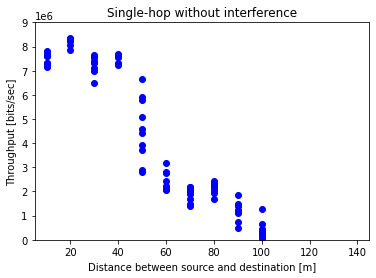 Single-hop without interference
1e6
9
8
7
6
5
4
3
2
1
0
Throughput [bits/sec]
20 40 60 80 100 120 140
Distance between source and destination [m]